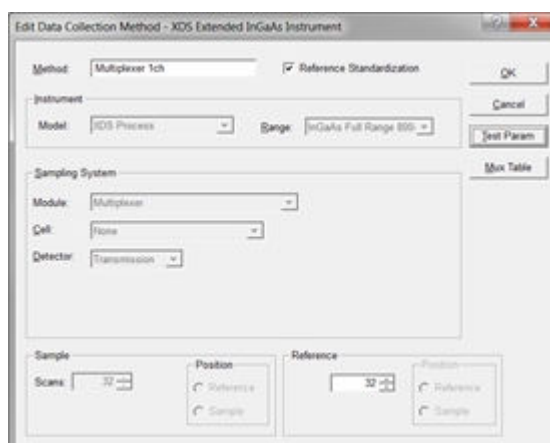 Edit Data Collection Method - XDS Extended InGaAs Instrument
Method: Multiplexer 1ch
Reference Standardization
OK
Cancel
Test Param
Mux Table
Instrument
Model: XDS Process
Range: InGaAs Full Range 800-
Sampling System
Module: Multiplexer
Cell: None
Detector: Transmission
Sample
Scans: 32
Position
Reference
Sample
Reference
32
Position
Reference
Sample